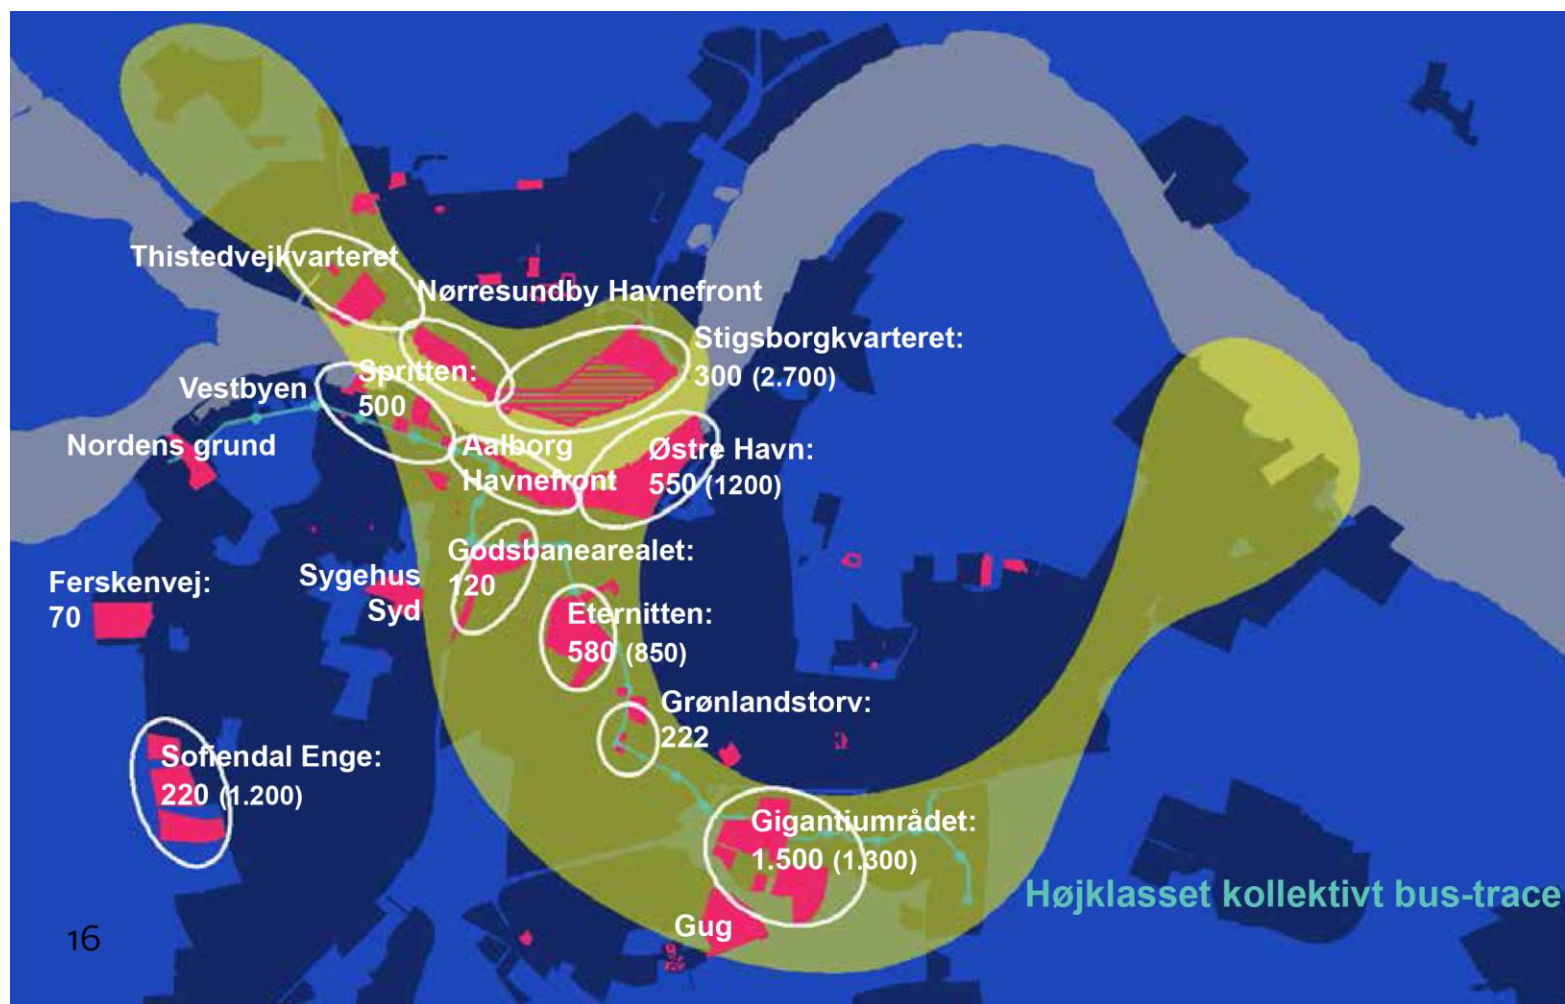 Thistedvejkvarteret
Nørresundby Havnefront
Stigsborgkvarteret:
300 (2.700)
Spritten:
500
Vestbyen
Nordens grund
Aalborg
Havnefront
Østre Havn:
550 (1200)
Godsbanearealet:
120
Sygehus
Syd
Ferskenvej:
70
Eternitten:
580 (850)
Grønlandstorv:
222
Sofiendal Enge:
220 (1.200)
Gigantiumrådet:
1.500 (1.300)
Højklasset kollektivt bus-trace
Gug
16